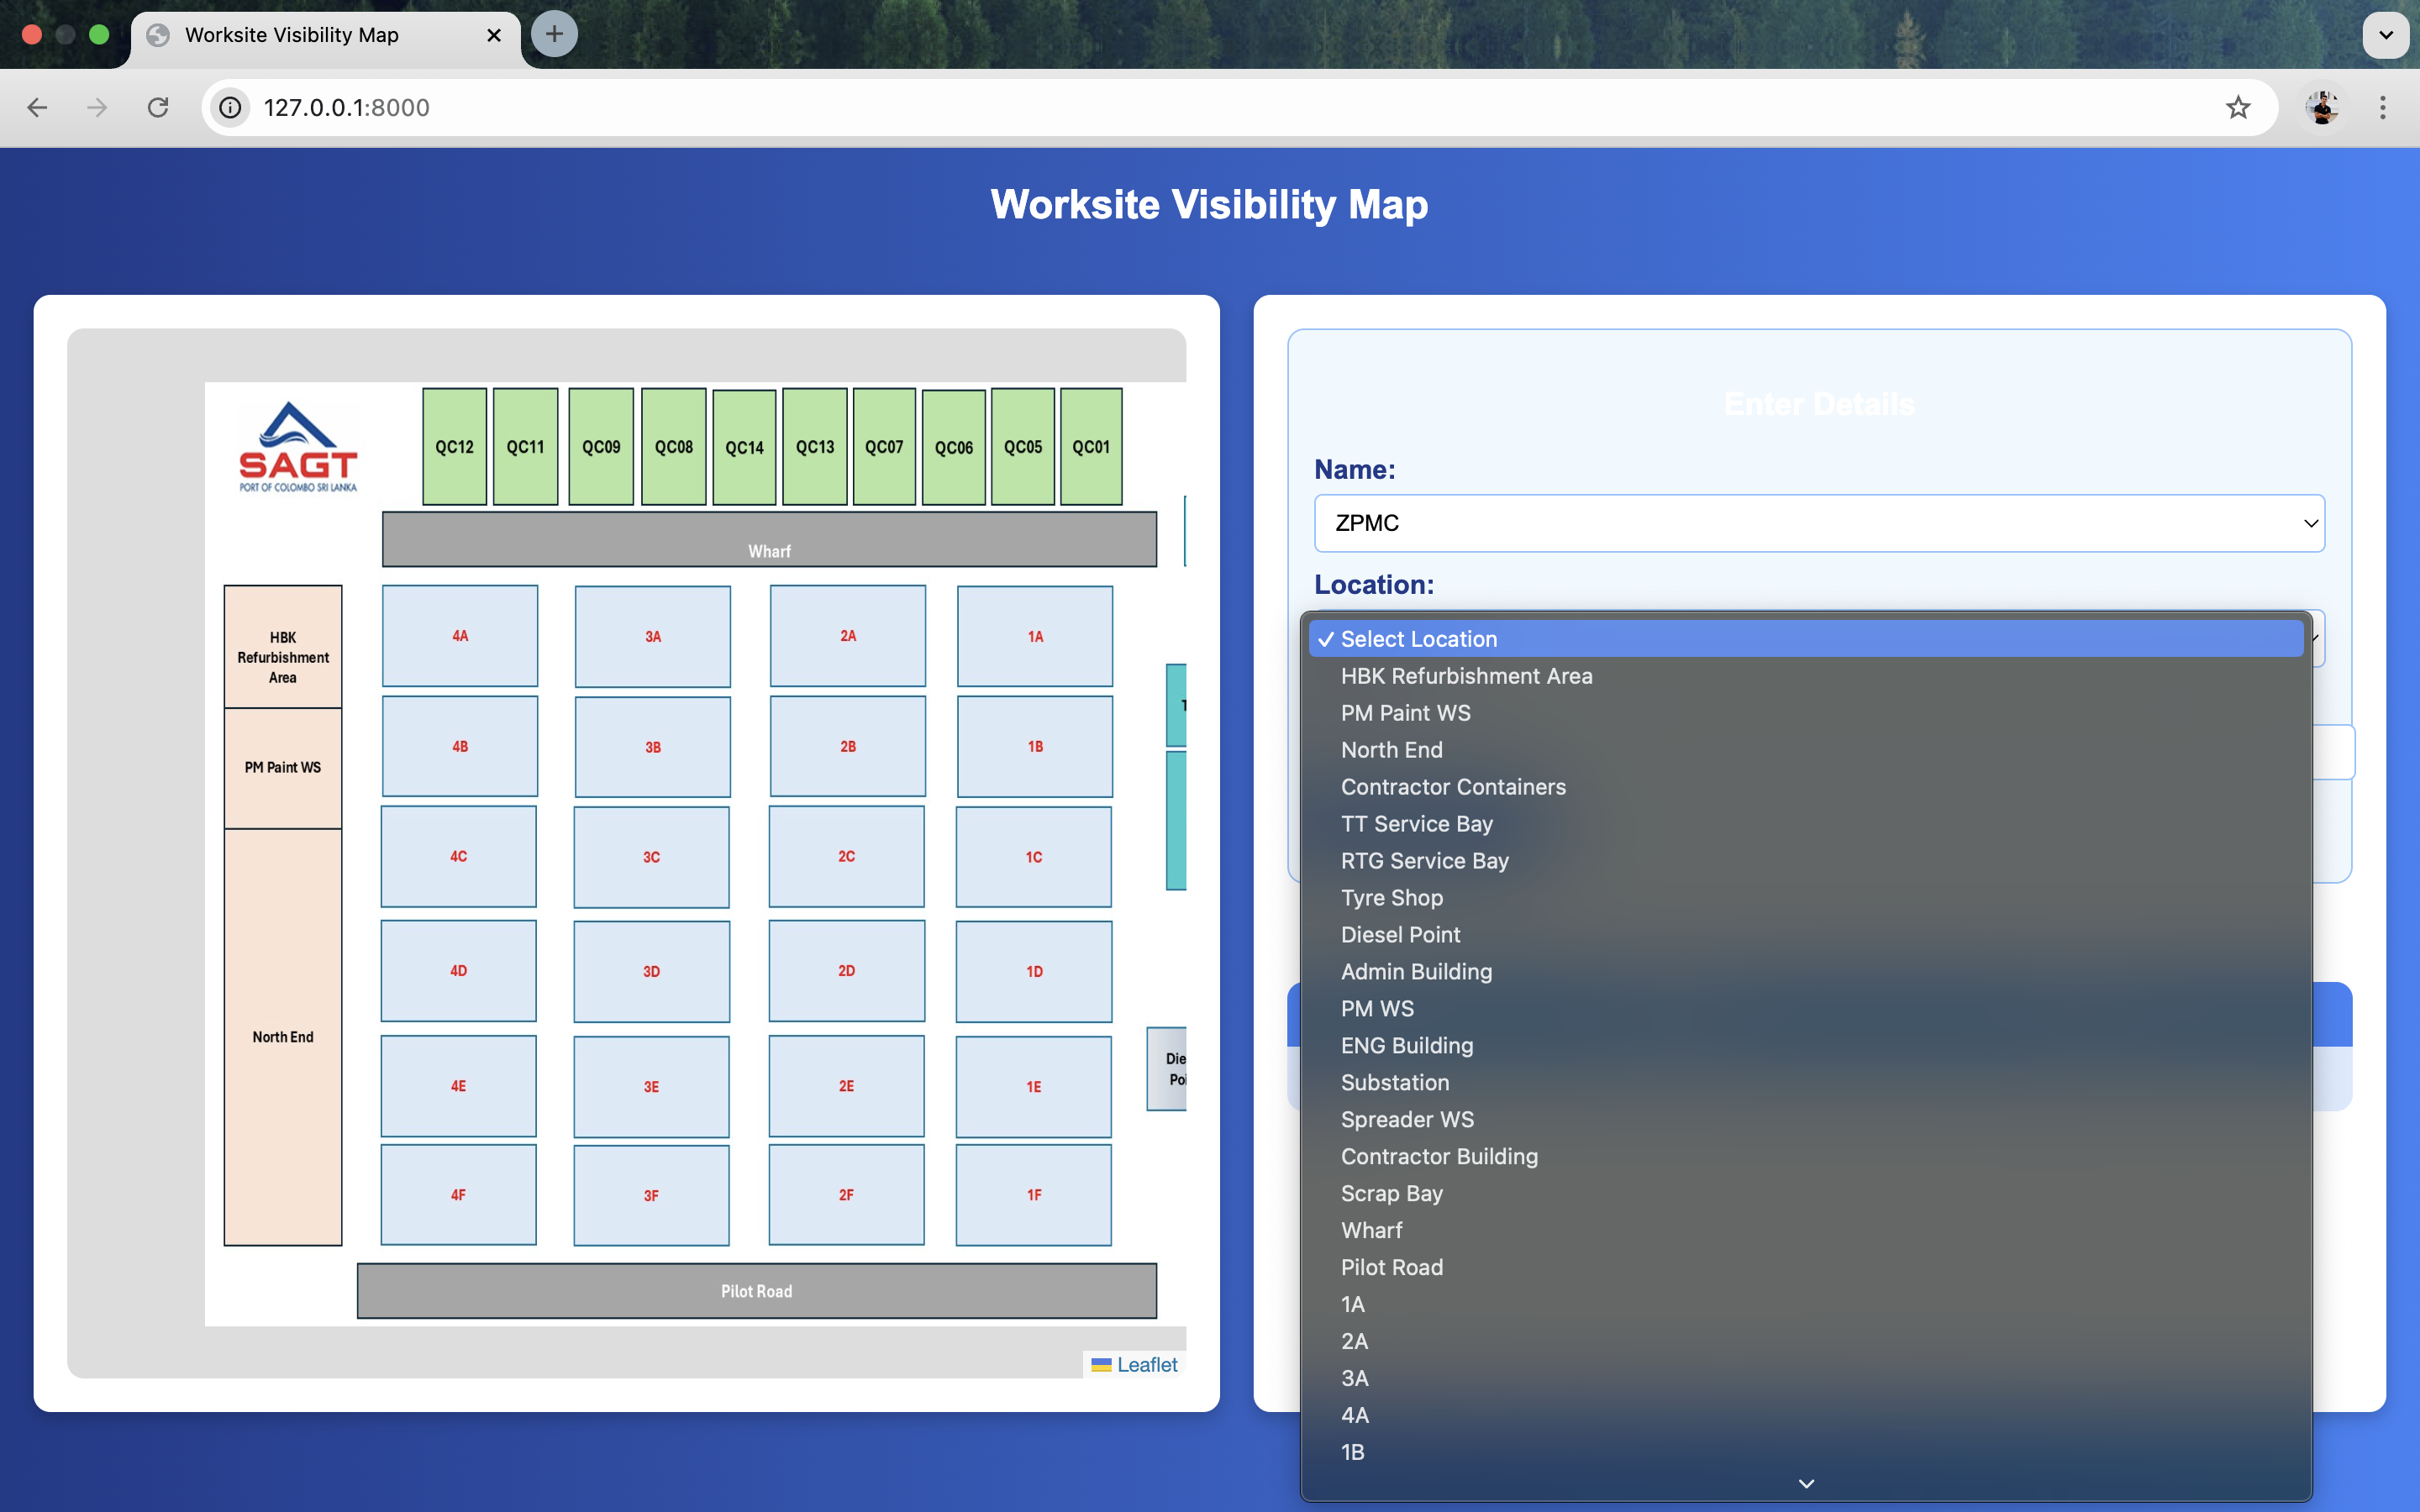 Worksite Visibility Map
127.0.0.1:8000
Worksite Visibility Map
SAGT
PORT OF COLOMBO SRI LANKA
QC12 QC11 QC09 QC08 QC14 QC13 QC07 QC06 QC05 QC01
Wharf
HBK
Refurbishment
Area
PM Paint WS
North End
4A 3A 2A 1A
4B 3B 2B 1B
4C 3C 2C 1C
4D 3D 2D 1D
4E 3E 2E 1E
4F 3F 2F 1F
T
Die
Poi
Pilot Road
Leaflet
Enter Details
Name:
ZPMC
Location:
✓ Select Location
HBK Refurbishment Area
PM Paint WS
North End
Contractor Containers
TT Service Bay
RTG Service Bay
Tyre Shop
Diesel Point
Admin Building
PM WS
ENG Building
Substation
Spreader WS
Contractor Building
Scrap Bay
Wharf
Pilot Road
1A
2A
3A
4A
1B